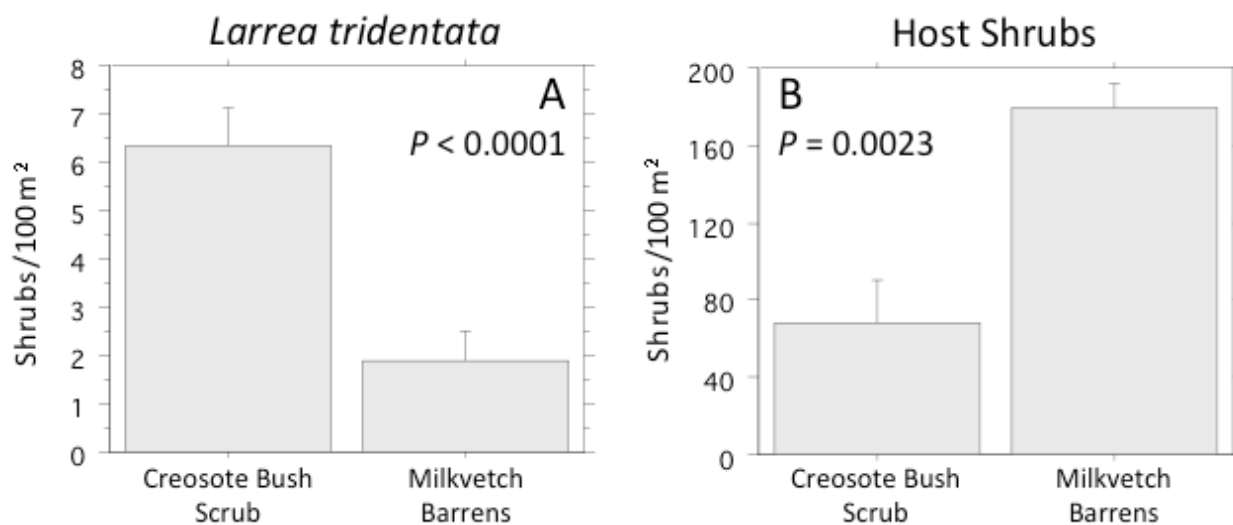 Larrea tridentata
A
P < 0.0001
Shrubs/100 m²
8
7
6
5
4
3
2
1
0
Creosote Bush
Scrub
Milkvetch
Barrens
Host Shrubs
B
P = 0.0023
Shrubs/100 m²
200
160
120
80
40
0
Creosote Bush
Scrub
Milkvetch
Barrens